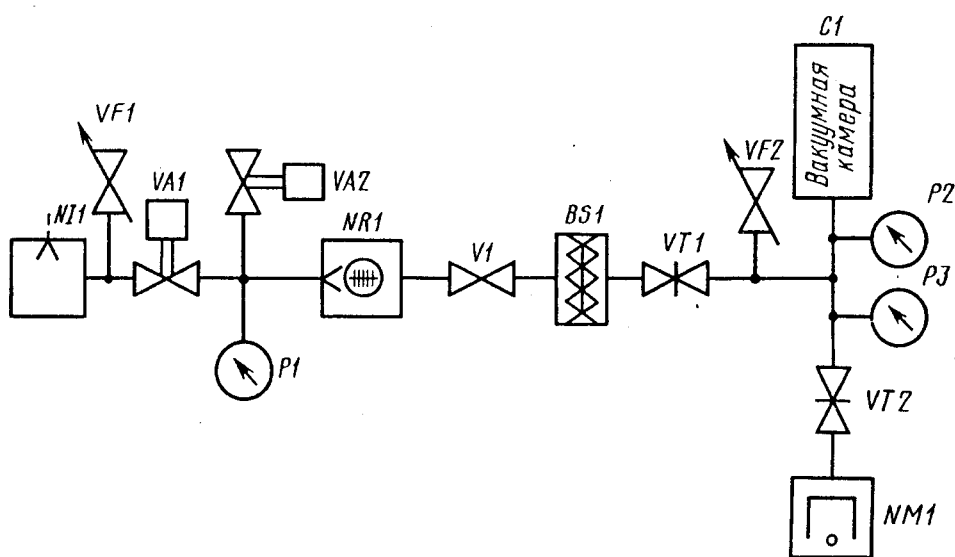 C1
Вакуумная
камера
VF1
VA1
VA2
NI1
NR1
V1
BS1
VT1
VF2
P2
P3
P1
VT2
NM1